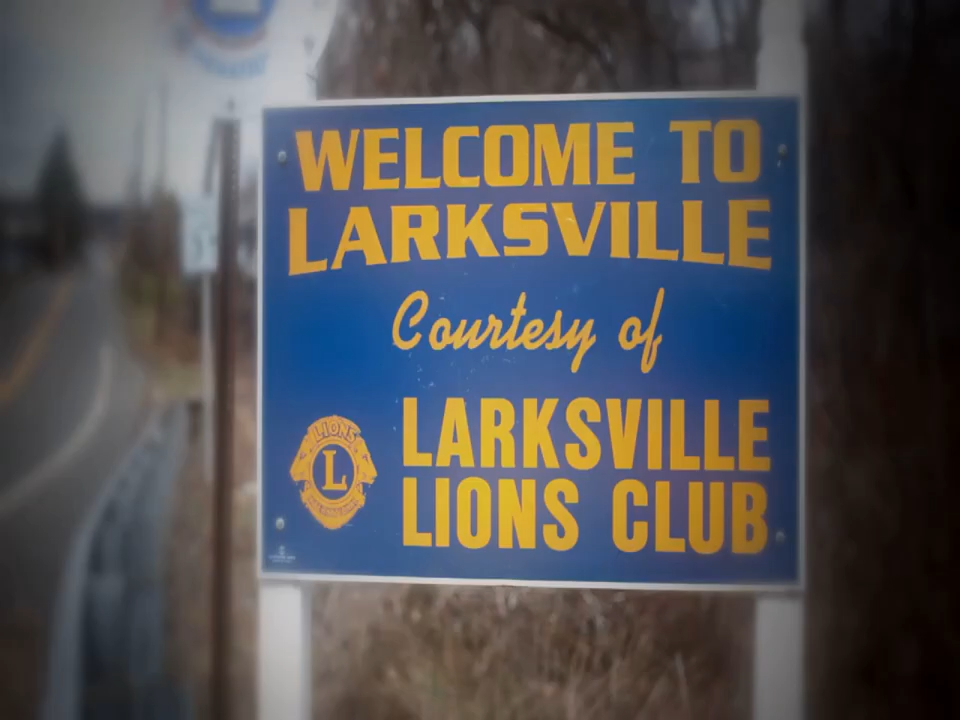 WELCOME TO
LARKSVILLE
Courtesy of
LARKSVILLE
LIONS CLUB
LIONS
L